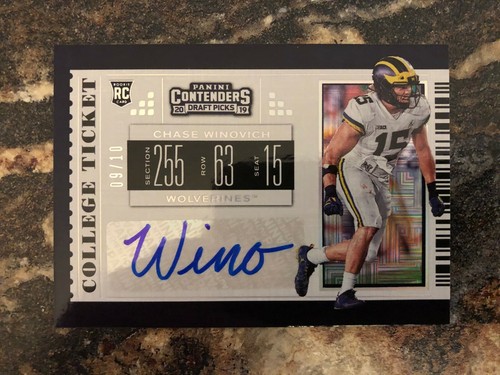 COLLEGE TICKET
09/10
RC
PANINI
CONTENDERS
20 DRAFT PICKS 19
CHASE WINOVICH
SECTION 255 ROW 63 SEAT 15
WOLVERINES™
Wino
15